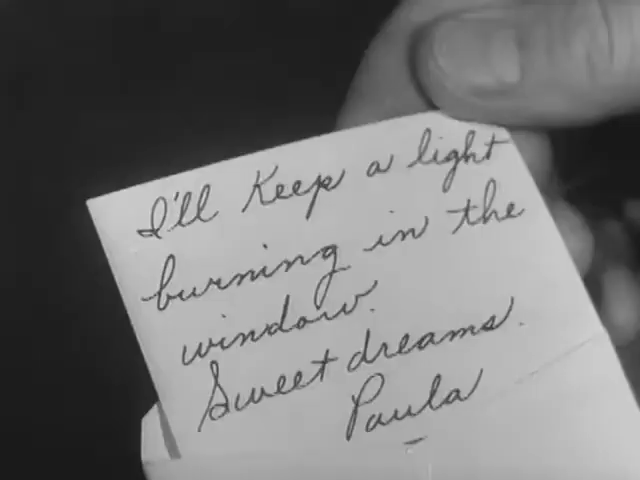 I'll Keep a light
burning in the
window.
Sweet dreams.
Paula